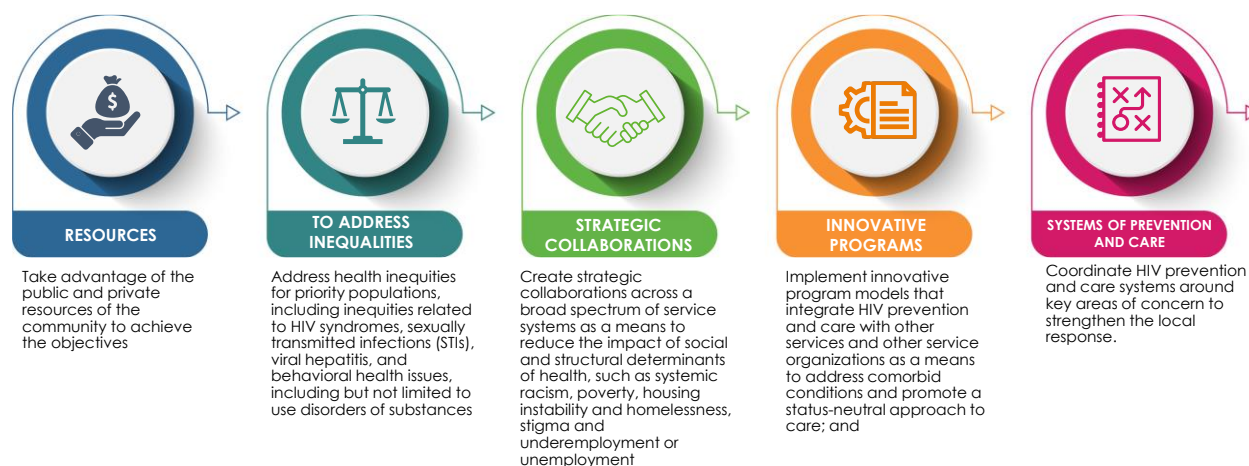 RESOURCES
Take advantage of the
public and private
resources of the
community to achieve
the objectives
TO ADDRESS
INEQUALITIES
Address health inequities
for priority populations,
including inequities related
to HIV syndromes, sexually
transmitted infections (STIs),
viral hepatitis, and
behavioral health issues,
including but not limited to
use disorders of substances
STRATEGIC
COLLABORATIONS
Create strategic
collaborations across a
broad spectrum of service
systems as a means to
reduce the impact of social
and structural determinants
of health, such as systemic
racism, poverty, housing
instability and homelessness,
stigma and
underemployment or
unemployment
INNOVATIVE
PROGRAMS
Implement innovative
program models that
integrate HIV prevention
and care with other
services and other service
organizations as a means
to address comorbid
conditions and promote a
status-neutral approach to
care; and
SYSTEMS OF PREVENTION
AND CARE
Coordinate HIV prevention
and care systems around
key areas of concern to
strengthen the local
response.